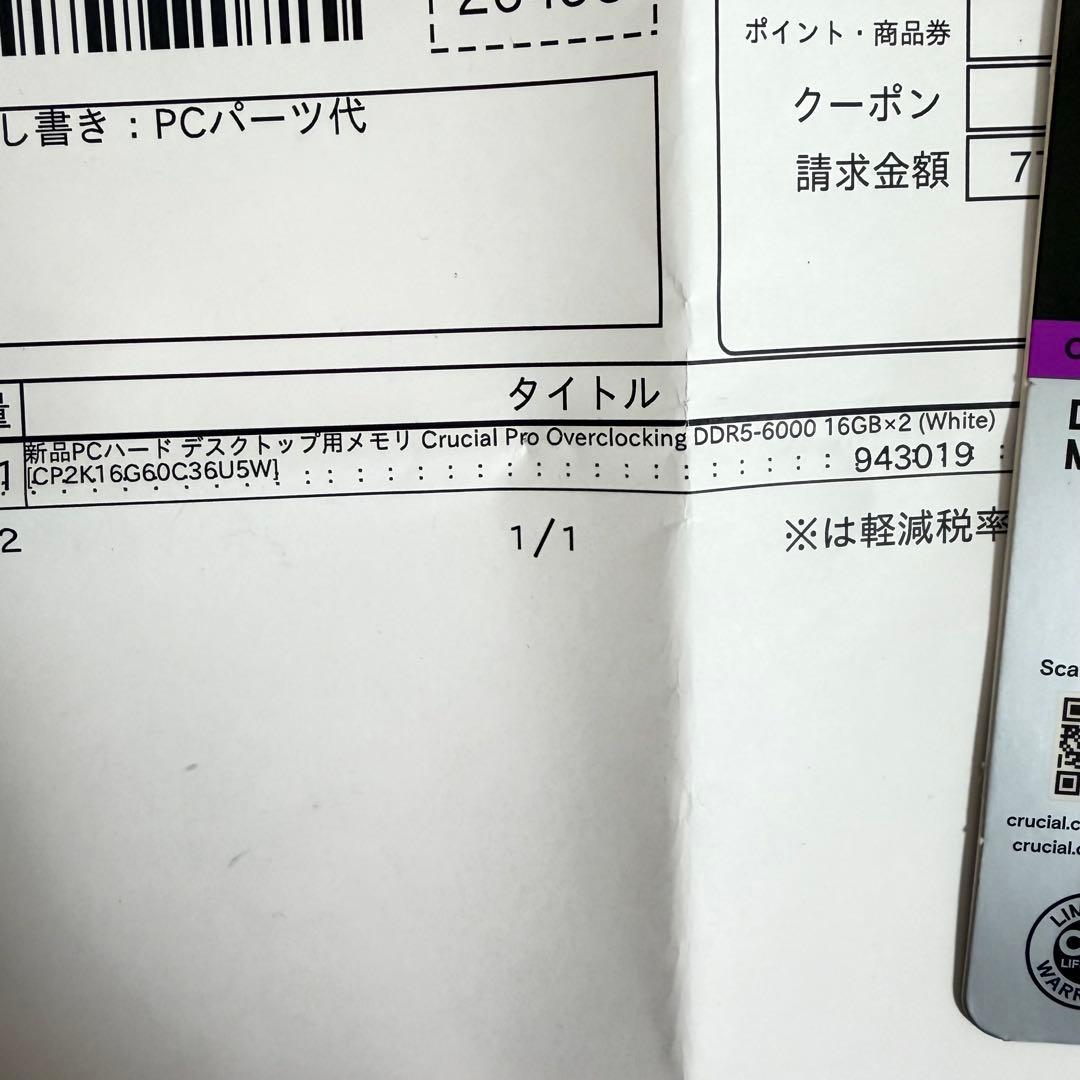 ポイント・商品券
し書き：PCパーツ代
クーポン
請求金額
タイトル
1
新品PCハード デスクトップ用メモリ Crucial Pro Overclocking DDR5-6000 16GB×2 (White)
[CP2K16G60C36U5W]
943019
2
1/1
※は軽減税率
crucial.c
crucial.c